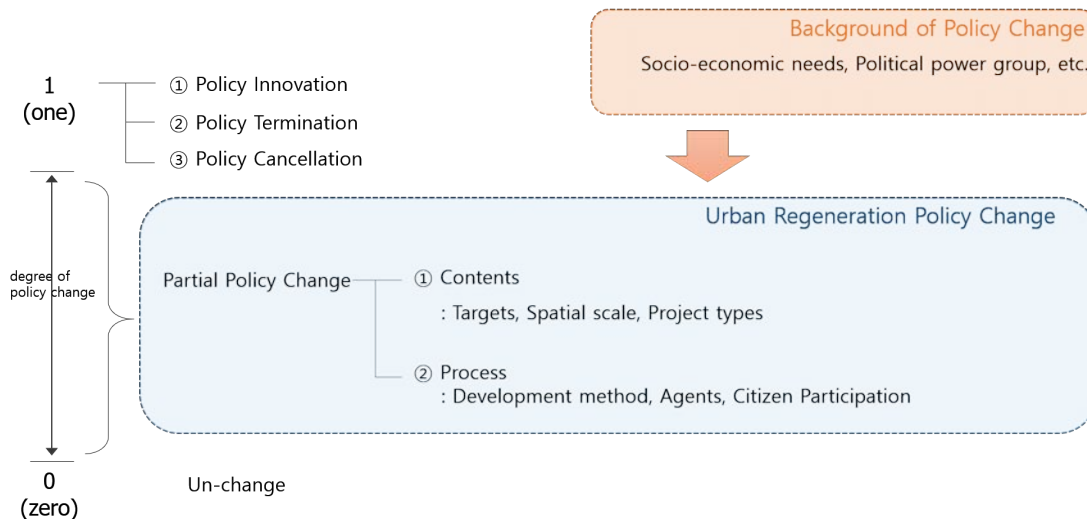 Background of Policy Change
Socio-economic needs, Political power group, etc.
1
(one)
① Policy Innovation
② Policy Termination
③ Policy Cancellation
Urban Regeneration Policy Change
degree of
policy change
Partial Policy Change
① Contents
: Targets, Spatial scale, Project types
② Process
: Development method, Agents, Citizen Participation
0
(zero)
Un-change